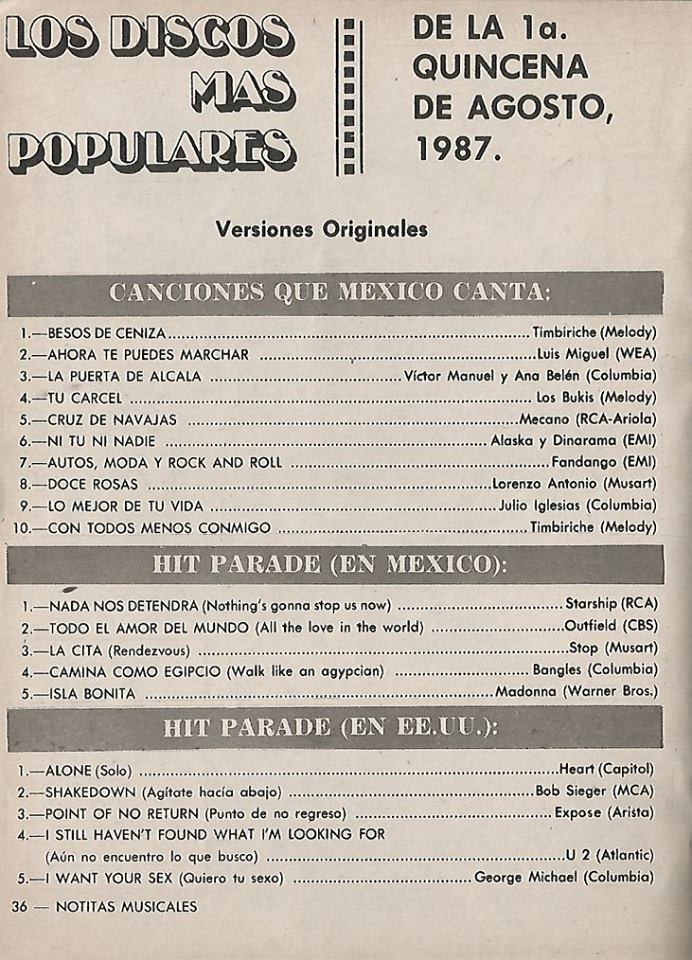 LOS DISCOS
MAS
POPULARES
DE LA 1a.
QUINCENA
DE AGOSTO,
1987.
Versiones Originales
CANCIONES QUE MEXICO CANTA:
1.—BESOS DE CENIZA Timbiriche (Melody)
2.—AHORA TE PUEDES MARCHAR Luis Miguel (WEA)
3.—LA PUERTA DE ALCALA Víctor Manuel y Ana Belén (Columbia)
4.—TU CARCEL Los Bukis (Melody)
5.—CRUZ DE NAVAJAS Mecano (RCA-Ariola)
6.—NI TU NI NADIE Alaska y Dinarama (EMI)
7.—AUTOS, MODA Y ROCK AND ROLL Fandango (EMI)
8.—DOCE ROSAS Lorenzo Antonio (Musart)
9.—LO MEJOR DE TU VIDA Julio Iglesias (Columbia)
10.—CON TODOS MENOS CONMIGO Timbiriche (Melody)
HIT PARADE (EN MEXICO):
1.—NADA NOS DETENDRA (Nothing's gonna stop us now) Starship (RCA)
2.—TODO EL AMOR DEL MUNDO (All the love in the world) Outfield (CBS)
3.—LA CITA (Rendezvous) Stop (Musart)
4.—CAMINA COMO EGIPCIO (Walk like an agypcian) Bangles (Columbia)
5.—ISLA BONITA Madonna (Warner Bros.)
HIT PARADE (EN EE.UU.):
1.—ALONE (Solo) Heart (Capitol)
2.—SHAKEDOWN (Agítate hacía abajo) Bob Sieger (MCA)
3.—POINT OF NO RETURN (Punto de no regreso) Expose (Arista)
4.—I STILL HAVEN'T FOUND WHAT I'M LOOKING FOR
(Aún no encuentro lo que busco) U 2 (Atlantic)
5.—I WANT YOUR SEX (Quiero tu sexo) George Michael (Columbia)
36 — NOTITAS MUSICALES